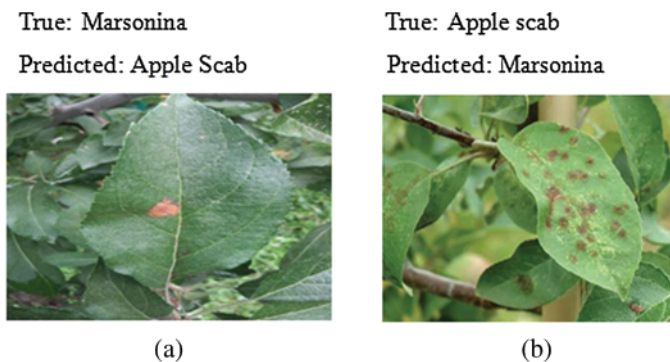 True: Marsonina
Predicted: Apple Scab
True: Apple scab
Predicted: Marsonina
(a)
(b)